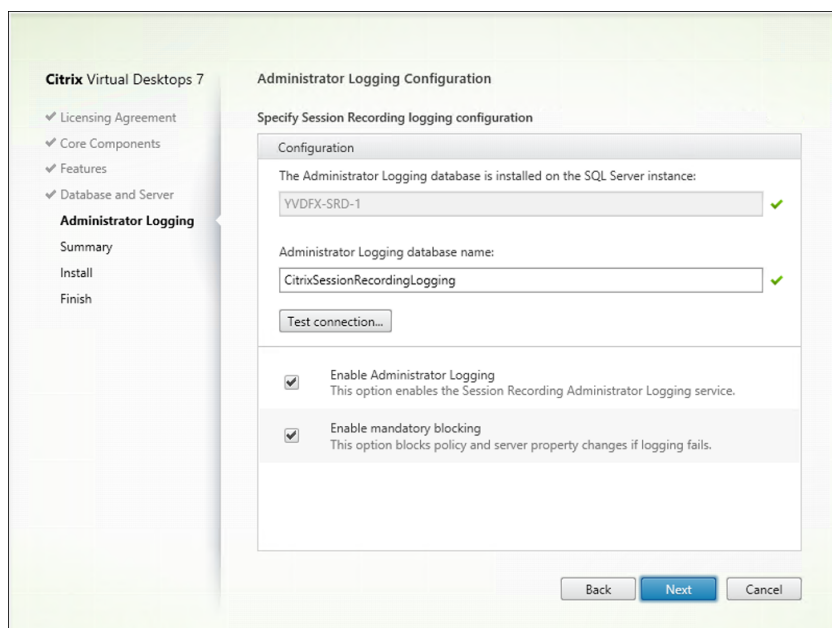 Citrix Virtual Desktops 7
Licensing Agreement
Core Components
Features
Database and Server
Administrator Logging
Summary
Install
Finish
Administrator Logging Configuration
Specify Session Recording logging configuration
Configuration
The Administrator Logging database is installed on the SQL Server instance:
YVDFX-SRD-1
Administrator Logging database name:
CitrixSessionRecordingLogging
Test connection...
Enable Administrator Logging
This option enables the Session Recording Administrator Logging service.
Enable mandatory blocking
This option blocks policy and server property changes if logging fails.
Back
Next
Cancel